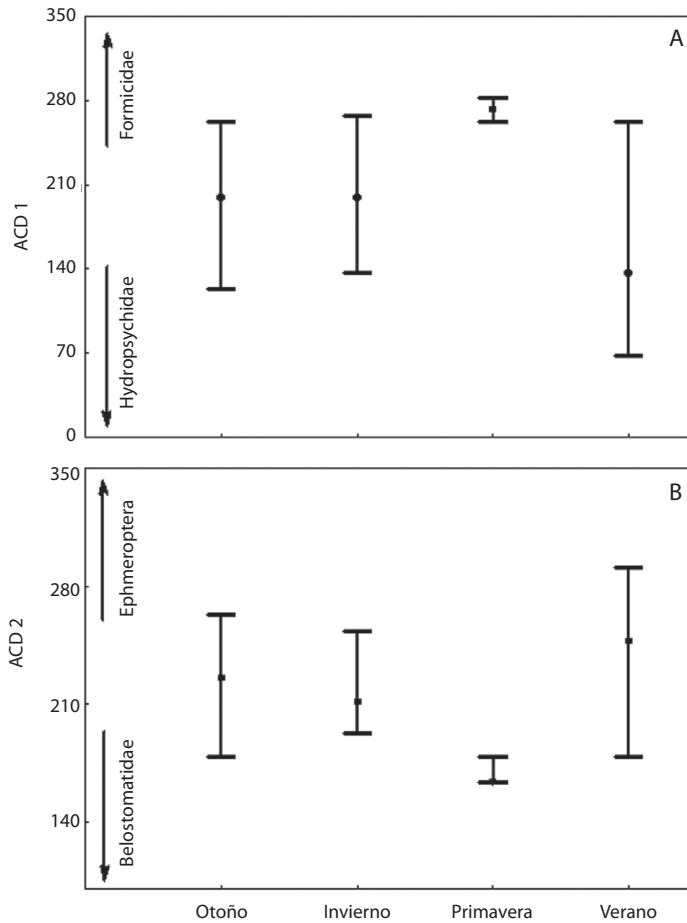 350
A
280
210
140
70
0
ACD 1
Formicidae
Hydropsychidae
350
B
280
210
140
ACD 2
Ephmeroptera
Belostomatidae
Otoño Invierno Primavera Verano